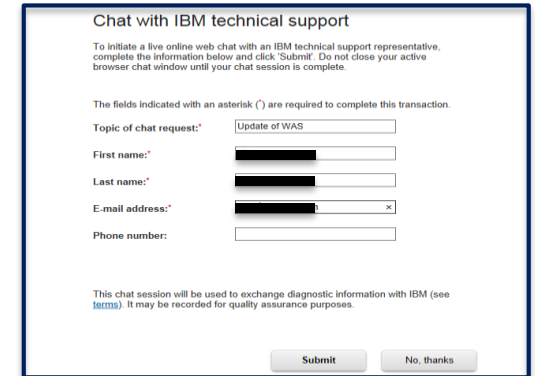 Chat with IBM technical support
To initiate a live online web chat with an IBM technical support representative,
complete the information below and click 'Submit'. Do not close your active
browser chat window until your chat session is complete.
The fields indicated with an asterisk (*) are required to complete this transaction.
Topic of chat request:* Update of WAS
First name:*
Last name:*
E-mail address:* ×
Phone number:
This chat session will be used to exchange diagnostic information with IBM (see
terms). It may be recorded for quality assurance purposes.
Submit No, thanks